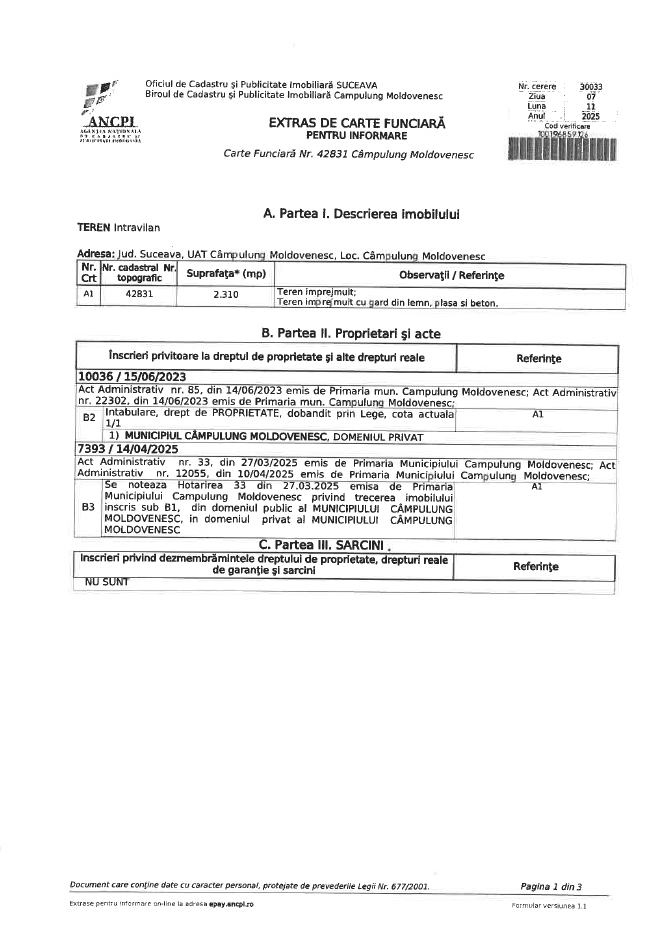 Oficiul de Cadastru şi Publicitate Imobiliară SUCEAVA
Biroul de Cadastru şi Publicitate Imobiliară Campulung Moldovenesc
ANCPI
AGENŢIA NAŢIONALĂ
DE CADASTRU ŞI
PUBLICITATE IMOBILIARĂ
EXTRAS DE CARTE FUNCIARĂ
PENTRU INFORMARE
Carte Funciară Nr. 42831 Câmpulung Moldovenesc
Nr. cerere 30033
Ziua 07
Luna 11
Anul 2025
Cod verificare
A. Partea I. Descrierea imobilului
TEREN Intravilan
Adresa: Jud. Suceava, UAT Câmpulung Moldovenesc, Loc. Câmpulung Moldovenesc
Nr. Crt
Nr. cadastral Nr. topografic
Suprafaţa* (mp)
Observaţii / Referinţe
A1
42831
2.310
Teren imprejmuit;
Teren imprejmuit cu gard din lemn, plasa si beton.
B. Partea II. Proprietari şi acte
Înscrieri privitoare la dreptul de proprietate şi alte drepturi reale
Referinţe
10036 / 15/06/2023
Act Administrativ nr. 85, din 14/06/2023 emis de Primaria mun. Campulung Moldovenesc; Act Administrativ
nr. 22302, din 14/06/2023 emis de Primaria mun. Campulung Moldovenesc;
B2
Intabulare, drept de PROPRIETATE, dobandit prin Lege, cota actuala
1/1
A1
1) MUNICIPIUL CÂMPULUNG MOLDOVENESC, DOMENIUL PRIVAT
7393 / 14/04/2025
Act Administrativ nr. 33, din 27/03/2025 emis de Primaria Municipiului Campulung Moldovenesc; Act
Administrativ nr. 12055, din 10/04/2025 emis de Primaria Municipiului Campulung Moldovenesc;
B3
Se noteaza Hotarirea 33 din 27.03.2025 emisa de Primaria
Municipiului Campulung Moldovenesc privind trecerea imobilului
inscris sub B1, din domeniul public al MUNICIPIULUI CÂMPULUNG
MOLDOVENESC, in domeniul privat al MUNICIPIULUI CÂMPULUNG
MOLDOVENESC
A1
C. Partea III. SARCINI .
Inscrieri privind dezmembrămintele dreptului de proprietate, drepturi reale
de garanţie şi sarcini
Referinţe
NU SUNT
Document care conţine date cu caracter personal, protejate de prevederile Legii Nr. 677/2001.
Pagina 1 din 3
Extrase pentru informare on-line la adresa epay.ancpi.ro
Formular versiunea 1.1